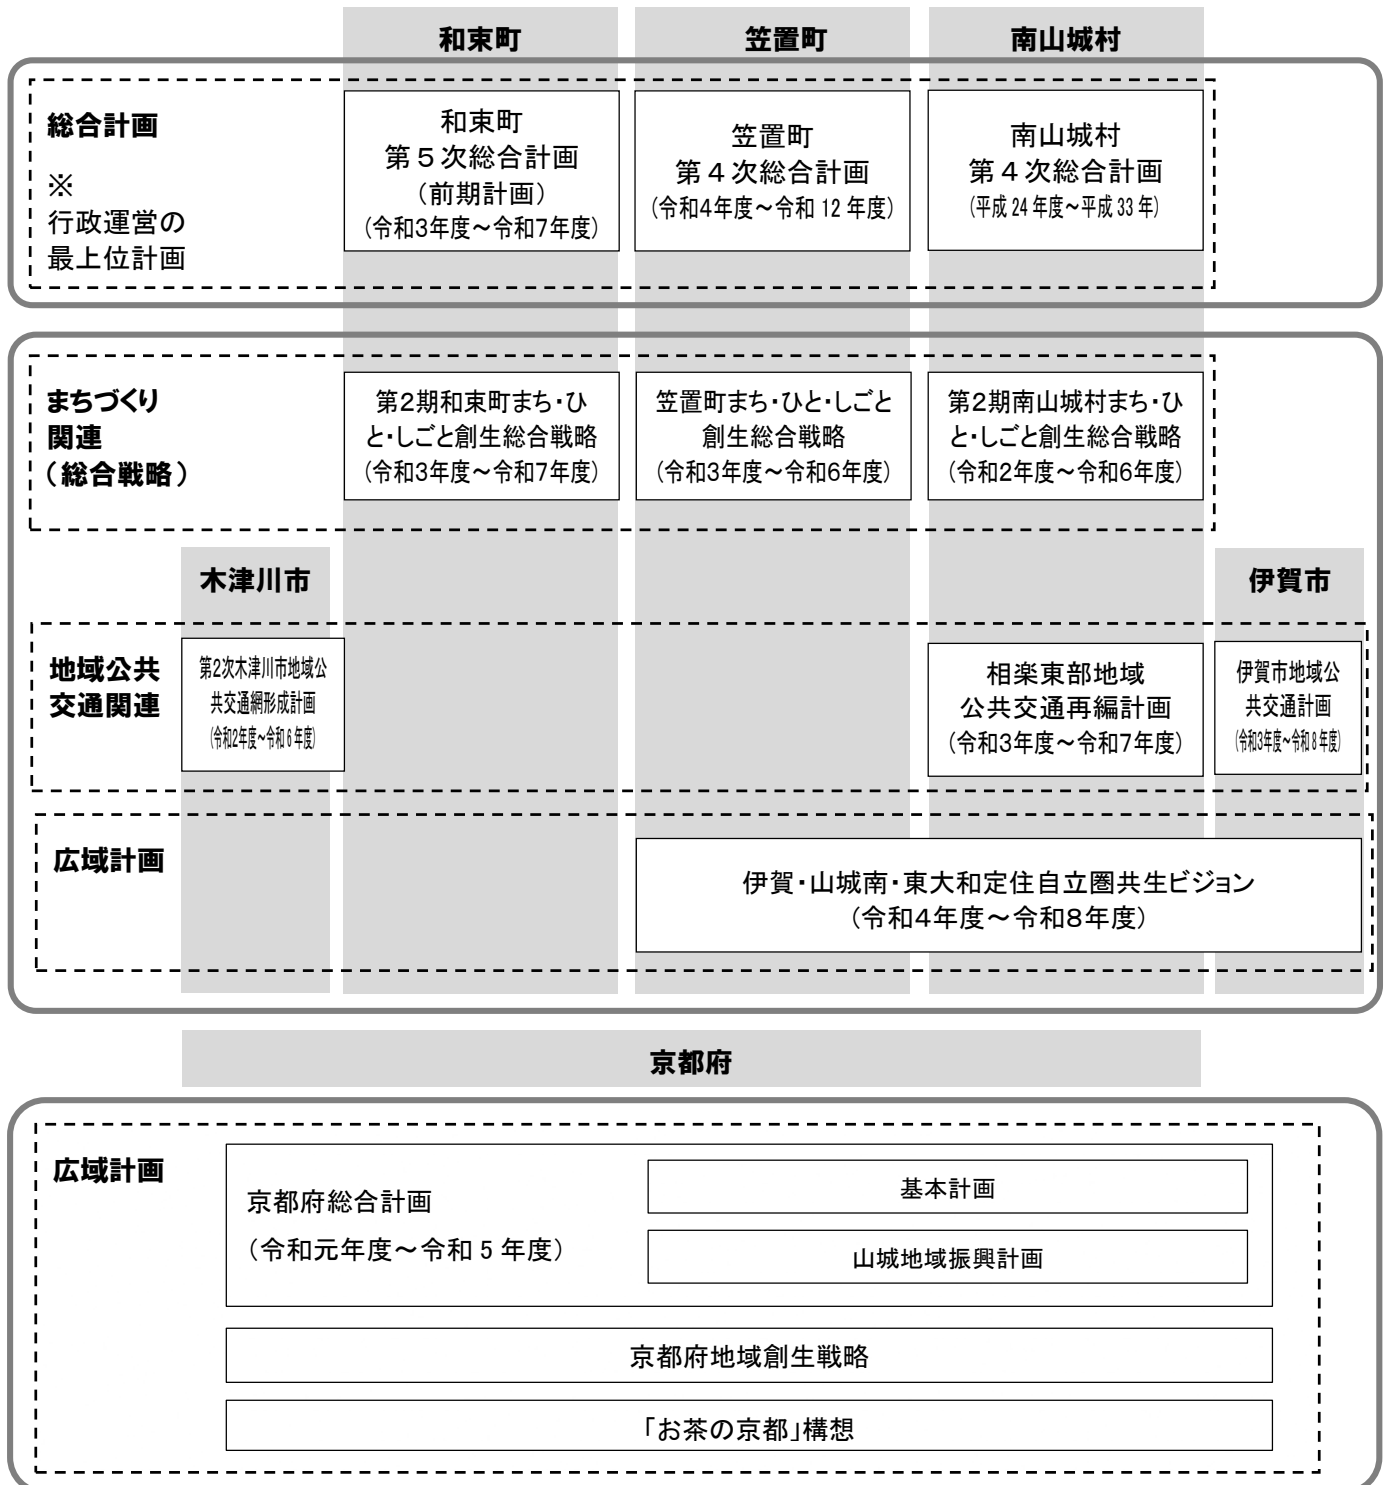 和束町
笠置町
南山城村
総合計画
※
行政運営の
最上位計画
和束町
第5次総合計画
(前期計画)
(令和3年度～令和7年度)
笠置町
第4次総合計画
(令和4年度～令和12年度)
南山城村
第4次総合計画
(平成24年度～平成33年)
まちづくり
関連
(総合戦略)
第2期和束町まち・ひ
と・しごと創生総合戦略
(令和3年度～令和7年度)
笠置町まち・ひと・しごと
創生総合戦略
(令和3年度～令和6年度)
第2期南山城村まち・ひ
と・しごと創生総合戦略
(令和2年度～令和6年度)
木津川市
伊賀市
地域公共
交通関連
第2次木津川市地域公
共交通網形成計画
(令和2年度～令和6年度)
相楽東部地域
公共交通再編計画
(令和3年度～令和7年度)
伊賀市地域公
共交通計画
(令和3年度～令和8年度)
広域計画
伊賀・山城南・東大和定住自立圏共生ビジョン
(令和4年度～令和8年度)
京都府
広域計画
京都府総合計画
(令和元年度～令和5年度)
基本計画
山城地域振興計画
京都府地域創生戦略
「お茶の京都」構想